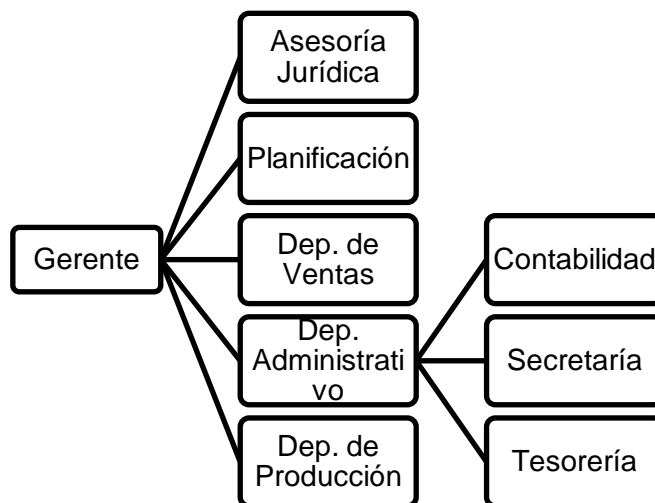 Asesoría
Jurídica
Planificación
Gerente
Dep. de
Ventas
Contabilidad
Dep.
Administrati
vo
Secretaría
Dep. de
Producción
Tesorería